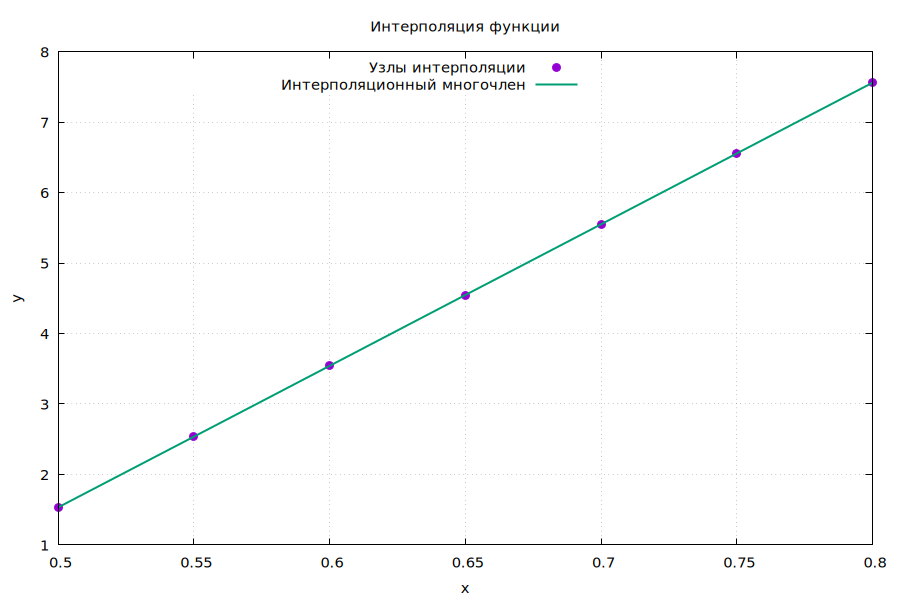 Интерполяция функции
Узлы интерполяции
Интерполяционный многочлен
8
7
6
5
4
3
2
1
y
0.5 0.55 0.6 0.65 0.7 0.75 0.8
x